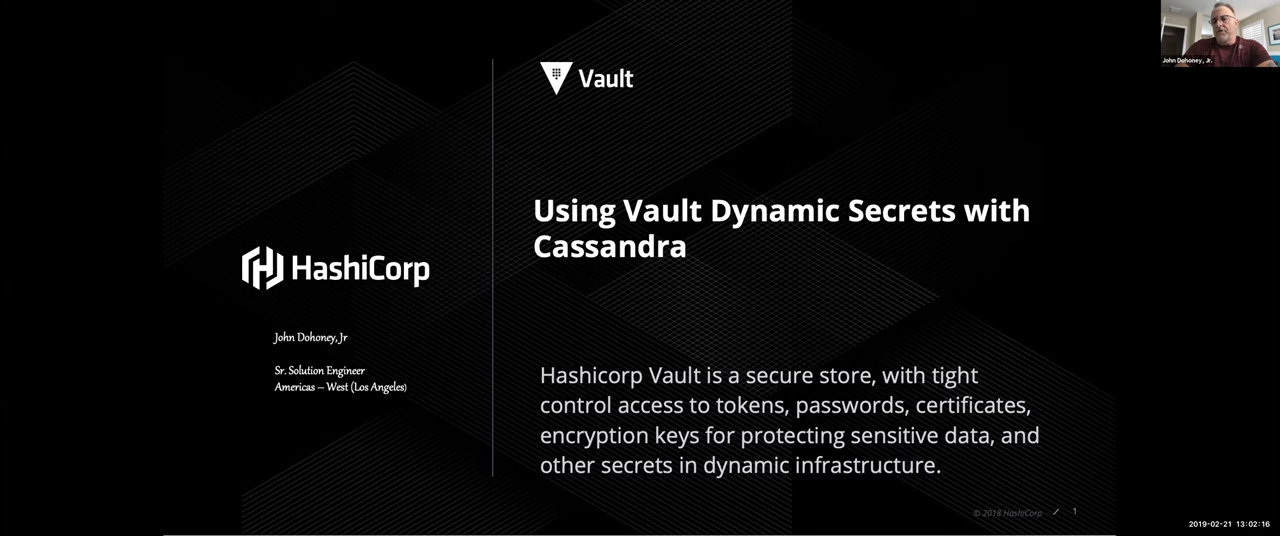 Vault
Using Vault Dynamic Secrets with
Cassandra
HashiCorp
John Dohoney, Jr
Sr. Solution Engineer
Americas – West (Los Angeles)
Hashicorp Vault is a secure store, with tight
control access to tokens, passwords, certificates,
encryption keys for protecting sensitive data, and
other secrets in dynamic infrastructure.
© 2018 HashiCorp / 1
John Dohoney, Jr.
2019-02-21 13:02:16